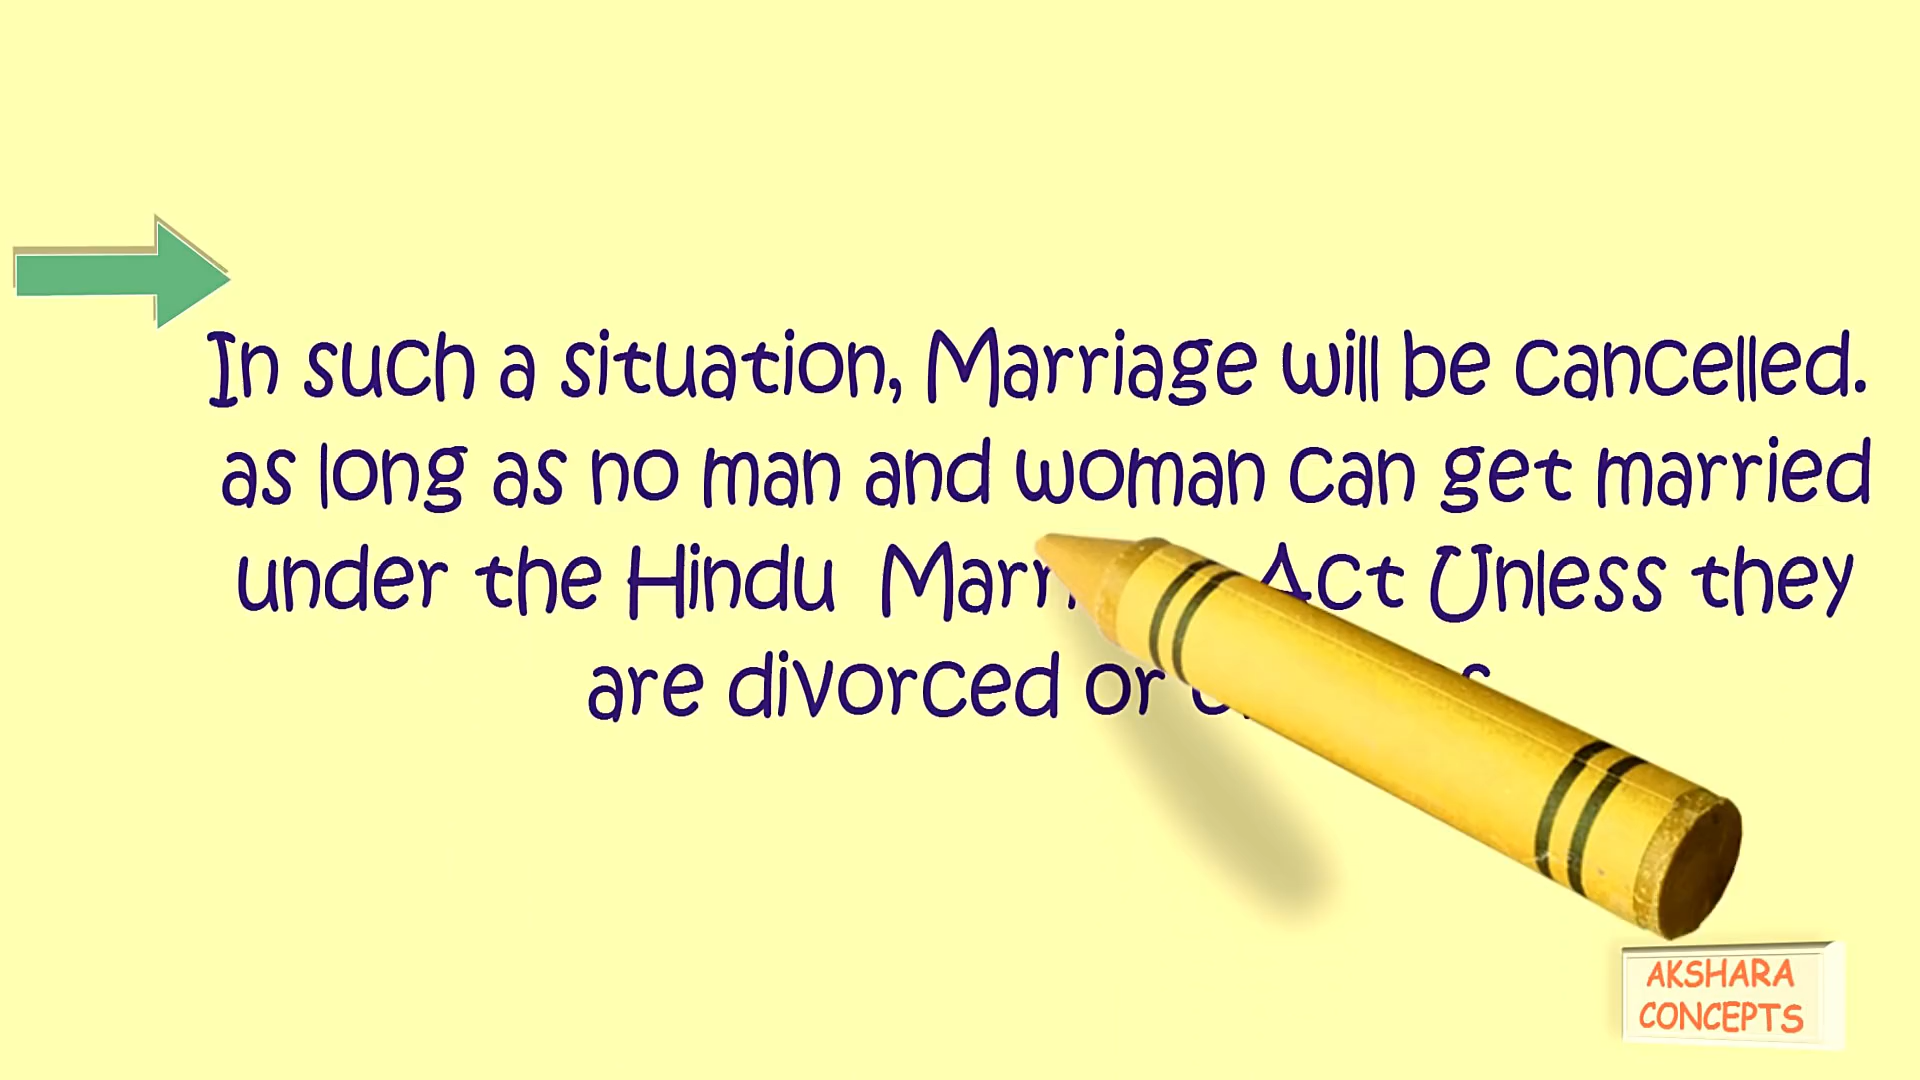 In such a situation, Marriage will be cancelled.
as long as no man and woman can get married
under the Hindu Act Unless they
are divorced or
AKSHARA
CONCEPTS